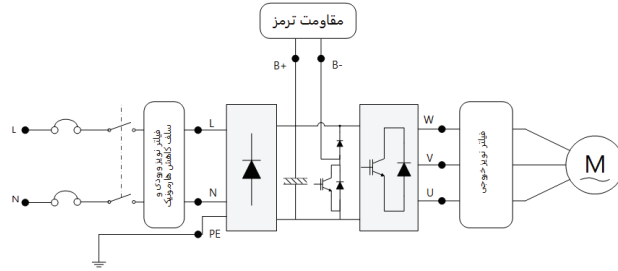 مقاومت ترمز
B+
B-
L
L
W
فیلتر نویز ورودی و
سلف کاهش هارمونیک
فیلتر نویز خروجی
V
M
N
N
U
PE